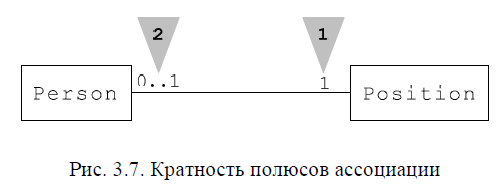 2 1
0..1 1
Person Position
Рис. 3.7. Кратность полюсов ассоциации